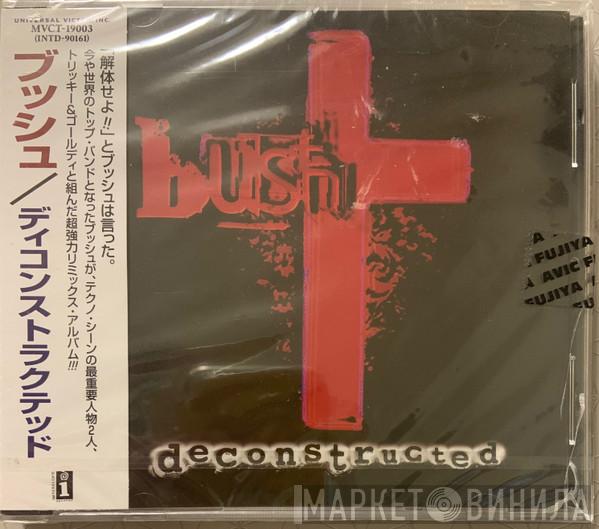 UNIVERSAL VICTOR, INC
MVCT-19003
(INTD-90161)
ブッシュ/ディコンストラクテッド
「解体せよ!!」とブッシュは言った。
今や世界のトップ・バンドとなったブッシュが、テクノ・シーンの最重要人物2人、
トリッキー&ゴールディと組んだ超強力リミックス・アルバム!!!
bush
deconstructed
A
FUJIYA
A AVIC F
FUJIYA
FU
МАРКЕТ ВИНИЛА